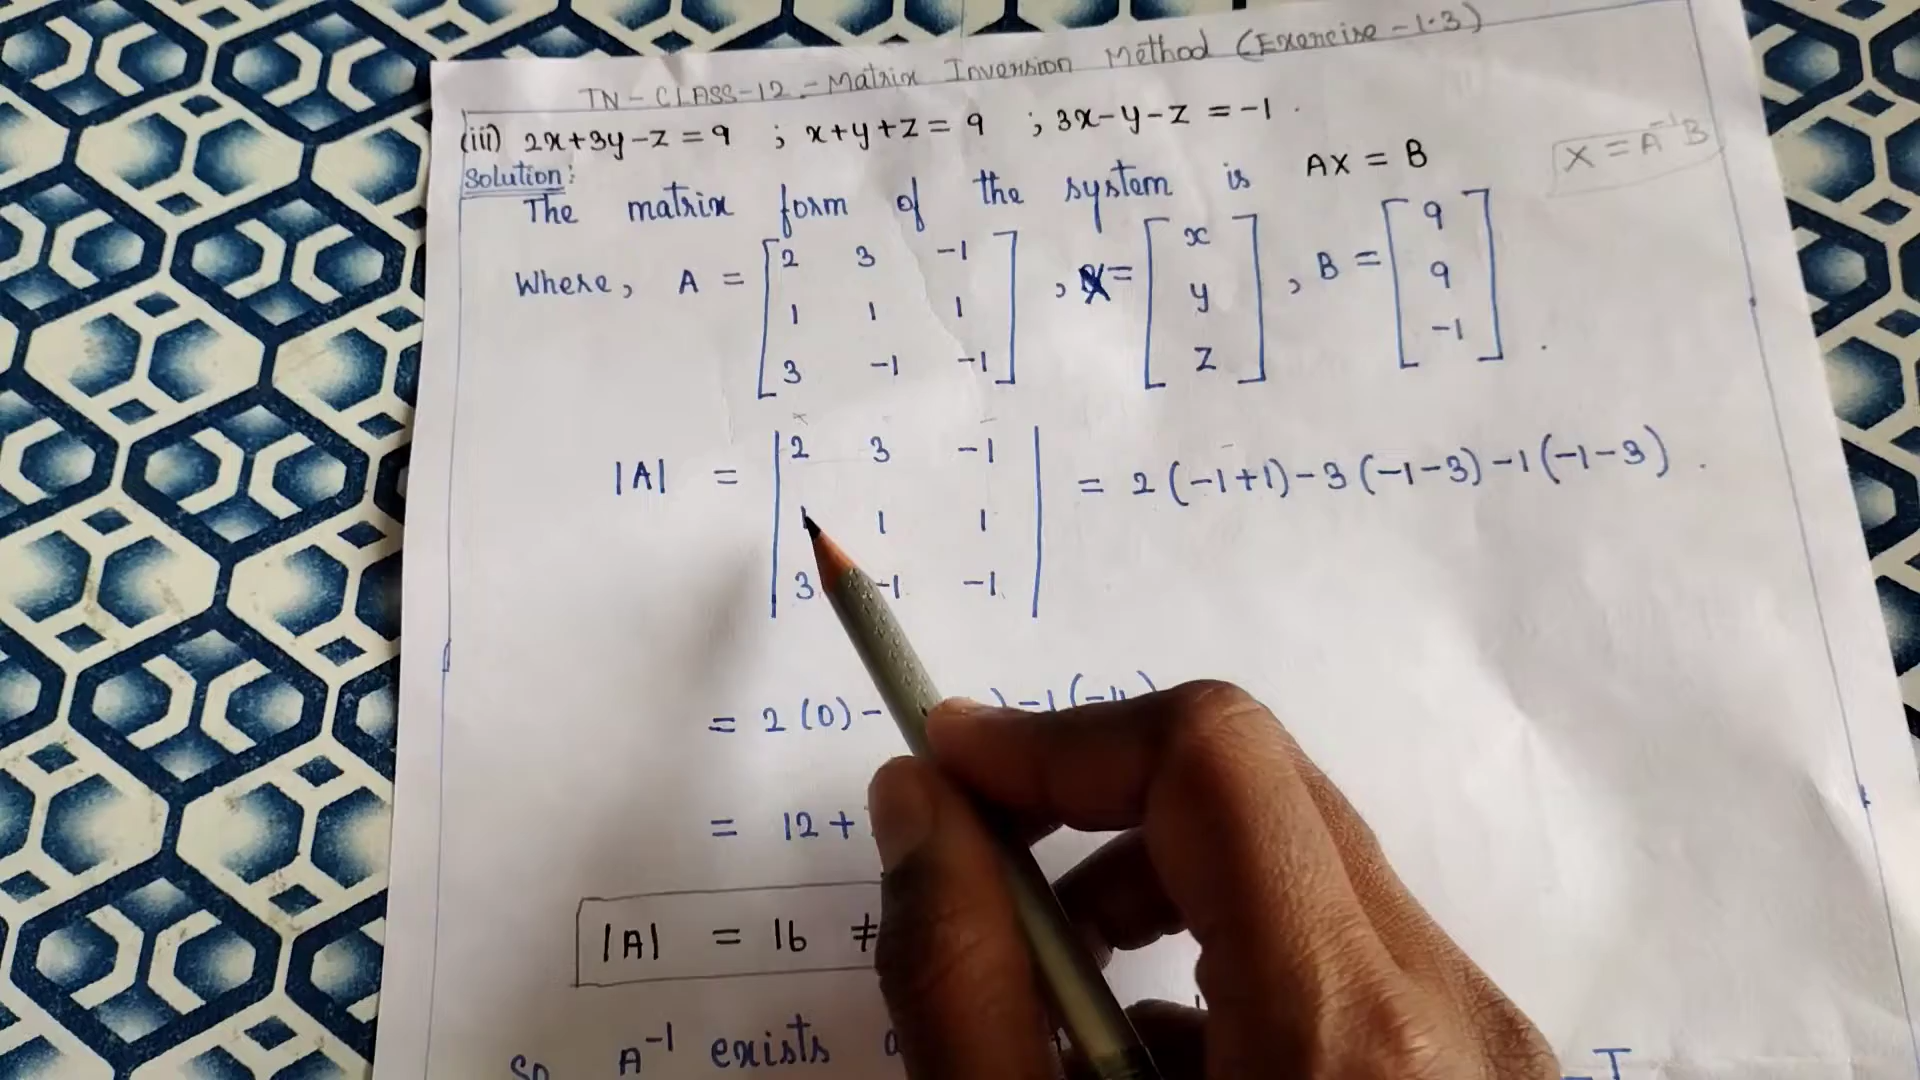 TN - CLASS-12. - Matrix Inversion Method (Exercise - 1.3)
(iii) 2x+3y-z = 9 ; x+y+z = 9 ; 3x-y-z = -1.
Solution:
The matrix form of the system is AX = B
X = A⁻¹B
Where, A = [2 3 -1], X = [x], B = [9]
1 1 1 y 9
3 -1 -1 z -1
|A| = |2 3 -1| = 2(-1+1)-3(-1-3)-1(-1-3).
1 1 1
3 -1 -1
= 2(0)- )-1(-4)
= 12+
|A| = 16 ≠
So A⁻¹ exists